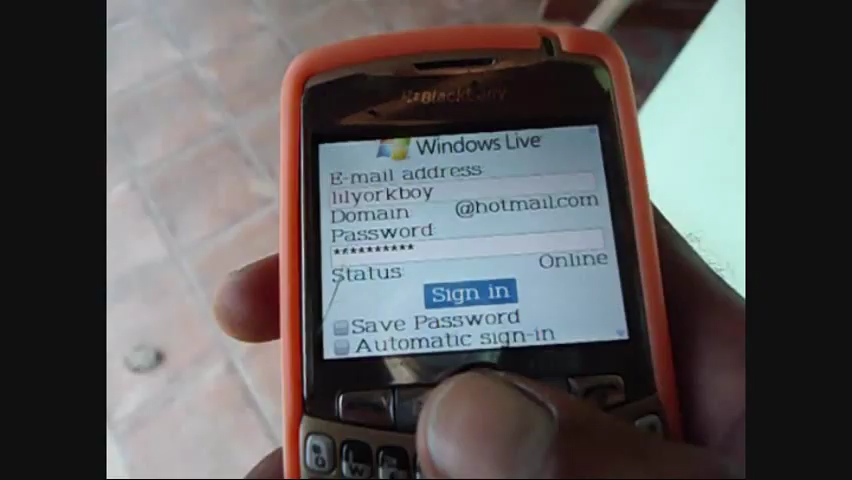 BlackBerry
Windows Live
E-mail address:
lilyorkboy
Domain: @hotmail.com
Password:
**********
Status Online
Sign in
Save Password
Automatic sign-in